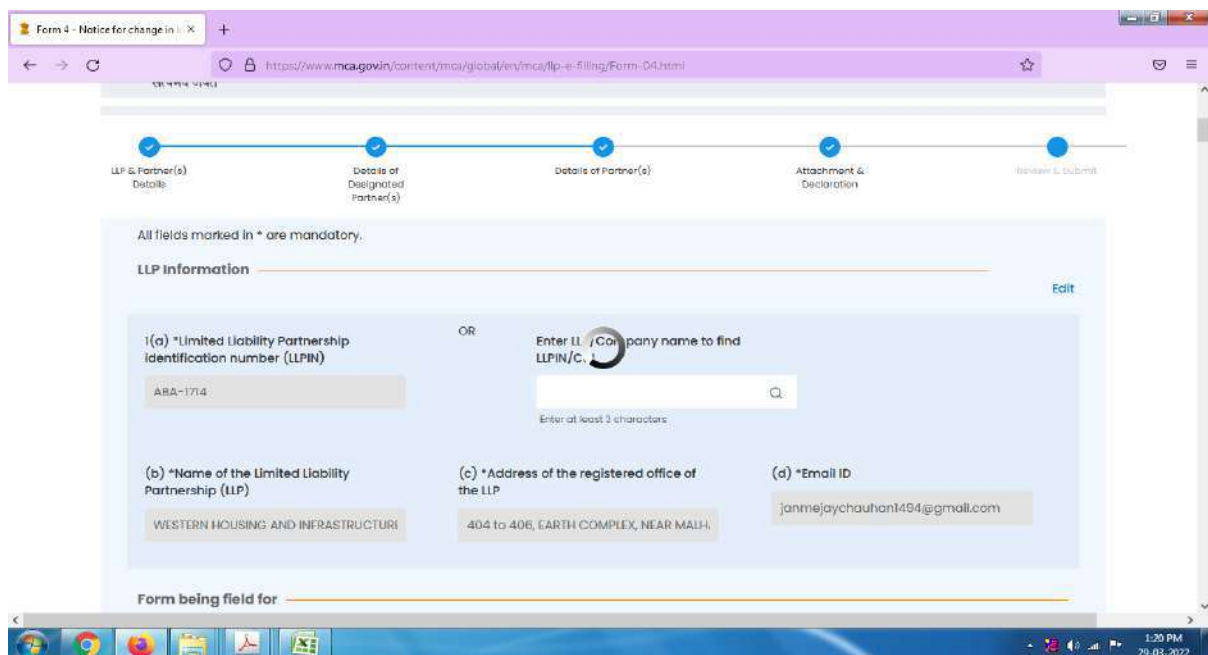 Form 4 - Notice for change in
https://www.mca.gov.in/content/mca/global/en/mca/llp-e-filing/Form-04.html
LLP & Partner(s) Details
Details of Designated Partner(s)
Details of Partner(s)
Attachment & Declaration
Review & Submit
All fields marked in * are mandatory.
LLP Information
Edit
1(a) *Limited Liability Partnership
identification number (LLPIN)
OR
Enter LL /Company name to find
LLPIN/C
ABA-1714
Enter at least 3 characters
(b) *Name of the Limited Liability
Partnership (LLP)
(c) *Address of the registered office of
the LLP
(d) *Email ID
WESTERN HOUSING AND INFRASTRUCTURE
404 to 406, EARTH COMPLEX, NEAR MALH
janmejaychauhan1494@gmail.com
Form being field for
1:20 PM
29-03-2022